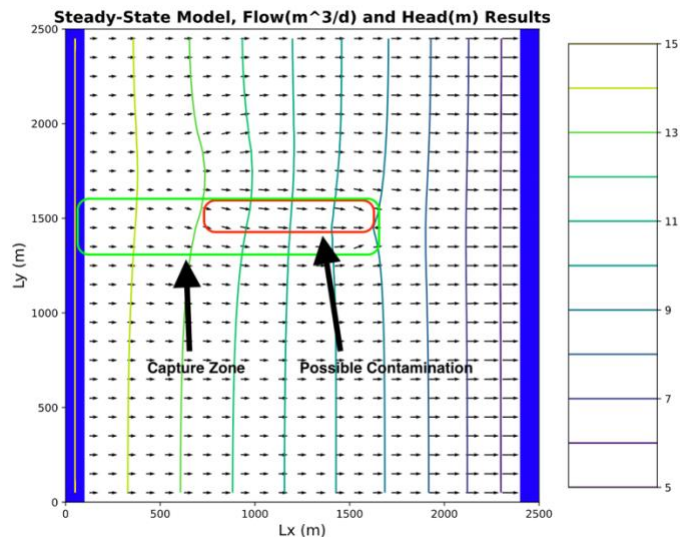 Steady-State Model, Flow(m^3/d) and Head(m) Results
2500
2000
1500
1000
500
0
Ly (m)
Capture Zone
Possible Contamination
0 500 1000 1500 2000 2500
Lx (m)
15
13
11
9
7
5